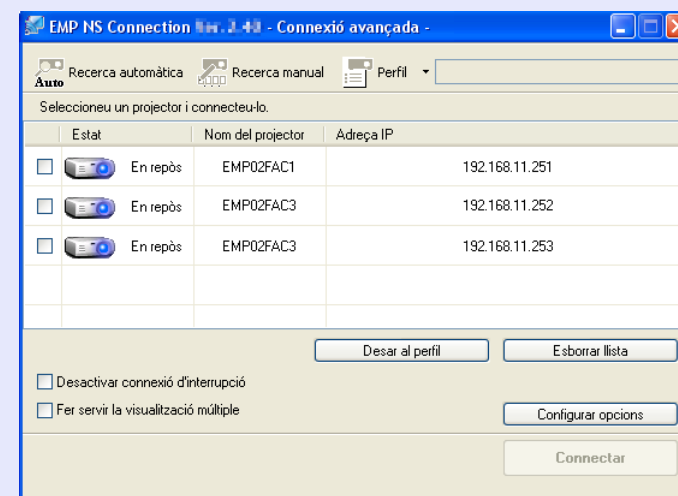 EMP NS Connection - Connexió avançada -
Auto Recerca automàtica Recerca manual Perfil
Seleccioneu un projector i connecteu-lo.
Estat Nom del projector Adreça IP
En repòs EMP02FAC1 192.168.11.251
En repòs EMP02FAC3 192.168.11.252
En repòs EMP02FAC3 192.168.11.253
Desar al perfil Esborrar llista
Desactivar connexió d'interrupció
Fer servir la visualització múltiple
Configurar opcions
Connectar